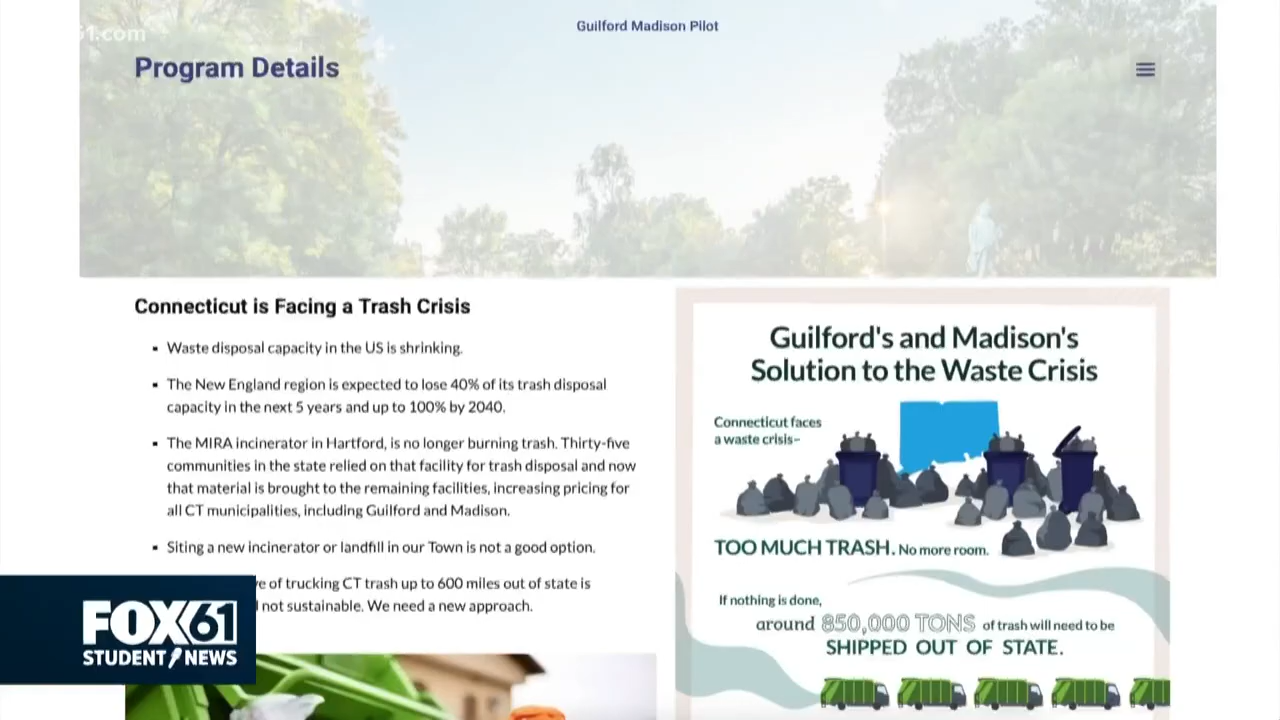 61.com
Guilford Madison Pilot
Program Details
Connecticut is Facing a Trash Crisis
▪ Waste disposal capacity in the US is shrinking.
▪ The New England region is expected to lose 40% of its trash disposal
capacity in the next 5 years and up to 100% by 2040.
▪ The MIRA incinerator in Hartford, is no longer burning trash. Thirty-five
communities in the state relied on that facility for trash disposal and now
that material is brought to the remaining facilities, increasing pricing for
all CT municipalities, including Guilford and Madison.
▪ Siting a new incinerator or landfill in our Town is not a good option.
of trucking CT trash up to 600 miles out of state is
not sustainable. We need a new approach.
FOX61
STUDENT NEWS
Guilford's and Madison's
Solution to the Waste Crisis
Connecticut faces
a waste crisis–
TOO MUCH TRASH. No more room.
If nothing is done,
around 850,000 TONS of trash will need to be
SHIPPED OUT OF STATE.